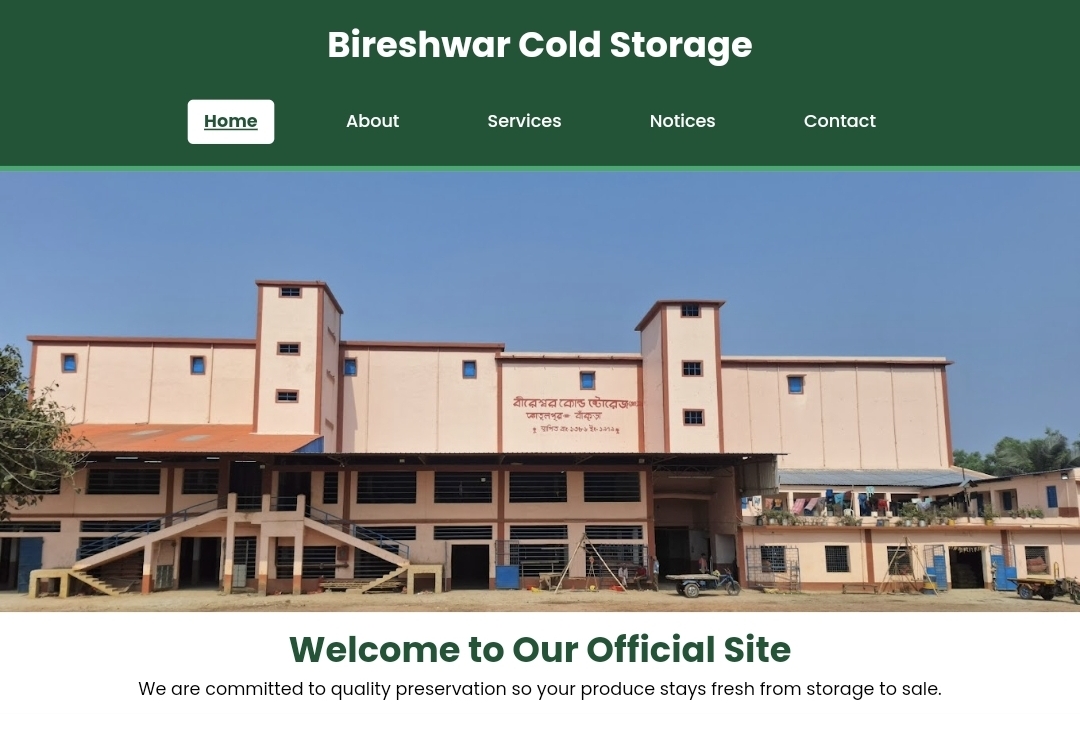 Bireshwar Cold Storage
Home
About
Services
Notices
Contact
বীরেশ্বর কোল্ড ষ্টোরেজ
কোতুলপুর বাঁকুড়া
স্থাপিত
Welcome to Our Official Site
We are committed to quality preservation so your produce stays fresh from storage to sale.